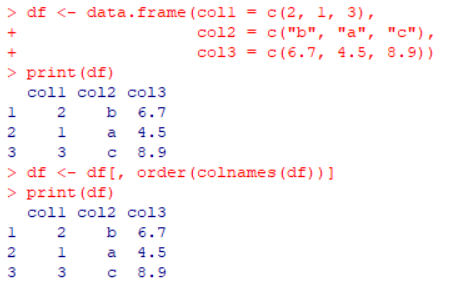 > df <- data.frame(col1 = c(2, 1, 3),
+                  col2 = c("b", "a", "c"),
+                  col3 = c(6.7, 4.5, 8.9))
> print(df)
  col1 col2 col3
1    2    b  6.7
2    1    a  4.5
3    3    c  8.9
> df <- df[, order(colnames(df))]
> print(df)
  col1 col2 col3
1    2    b  6.7
2    1    a  4.5
3    3    c  8.9